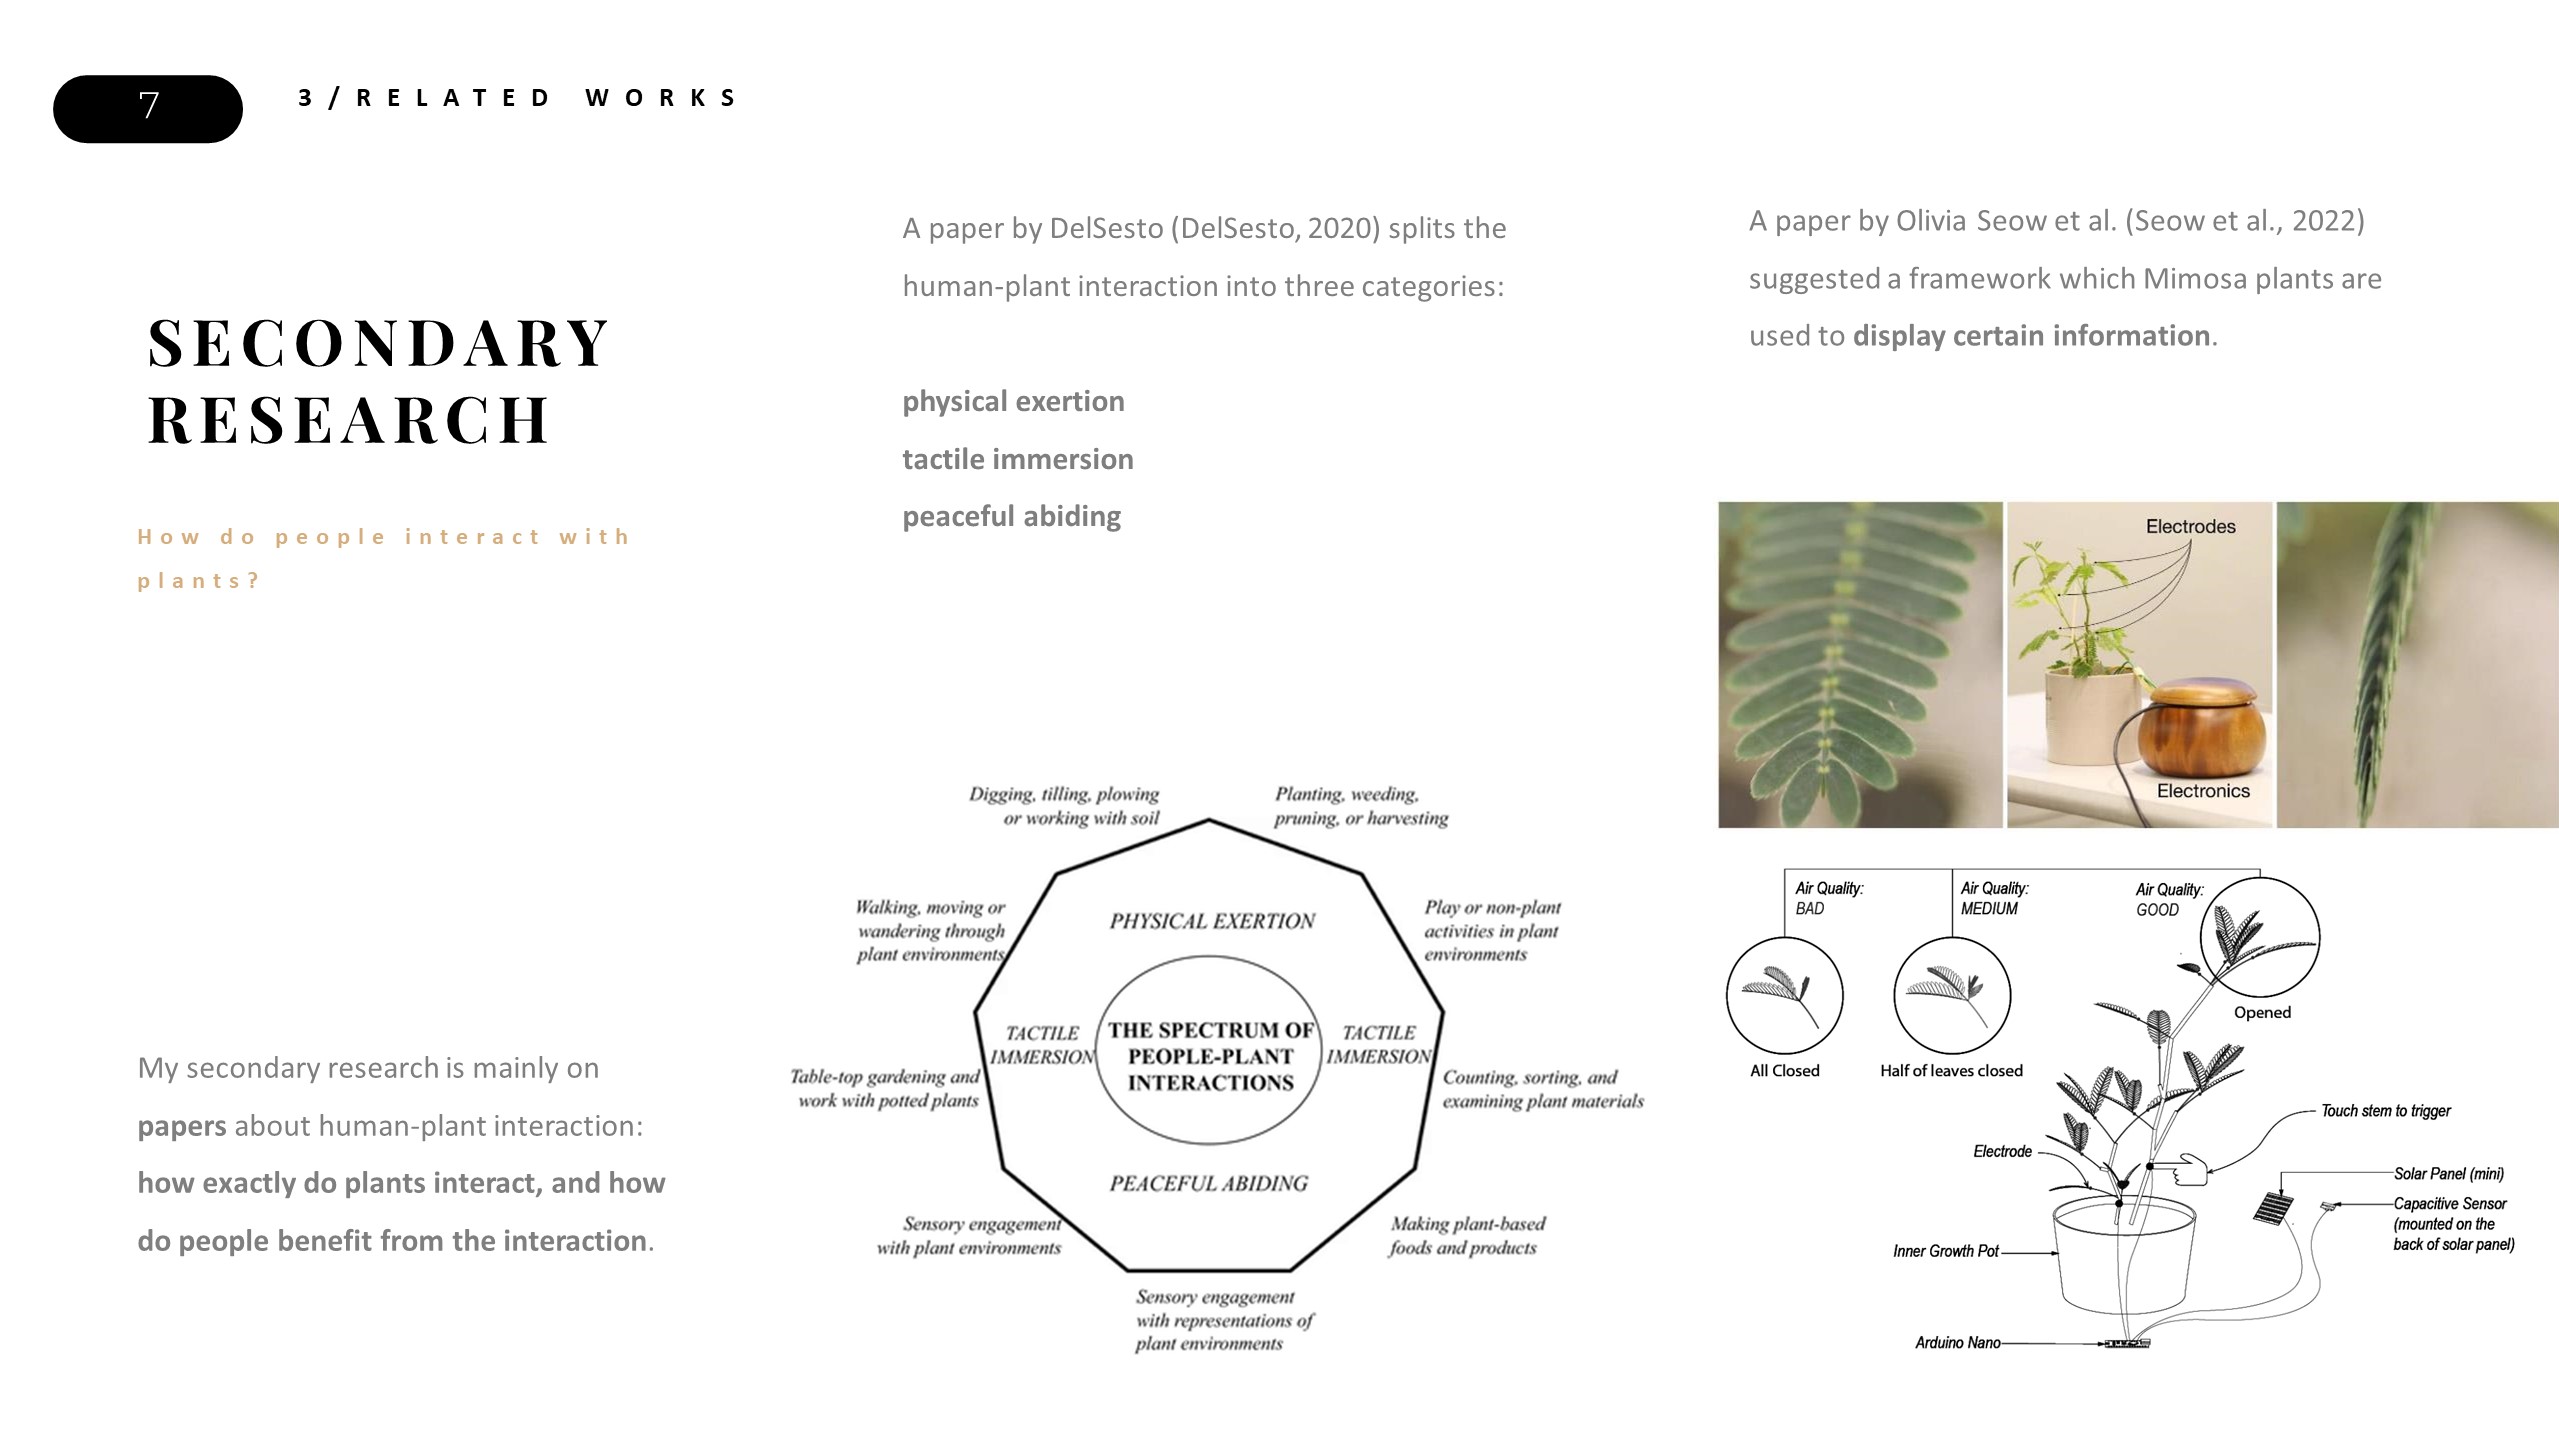 7
3/RELATED WORKS
SECONDARY
RESEARCH
How do people interact with
plants?
My secondary research is mainly on
papers about human-plant interaction:
how exactly do plants interact, and how
do people benefit from the interaction.
A paper by DelSesto (DelSesto, 2020) splits the
human-plant interaction into three categories:
physical exertion
tactile immersion
peaceful abiding
Digging, tilling, plowing
or working with soil
Planting, weeding,
pruning, or harvesting
Walking, moving or
wandering through
plant environments
Play or non-plant
activities in plant
environments
PHYSICAL EXERTION
TACTILE
IMMERSION
THE SPECTRUM OF
PEOPLE-PLANT
INTERACTIONS
TACTILE
IMMERSION
Table-top gardening and
work with potted plants
Counting, sorting, and
examining plant materials
PEACEFUL ABIDING
Sensory engagement
with plant environments
Making plant-based
foods and products
Sensory engagement
with representations of
plant environments
A paper by Olivia Seow et al. (Seow et al., 2022)
suggested a framework which Mimosa plants are
used to display certain information.
Electrodes
Electronics
Air Quality:
BAD
Air Quality:
MEDIUM
Air Quality:
GOOD
All Closed
Half of leaves closed
Opened
Touch stem to trigger
Electrode
Solar Panel (mini)
Capacitive Sensor
(mounted on the
back of solar panel)
Inner Growth Pot
Arduino Nano